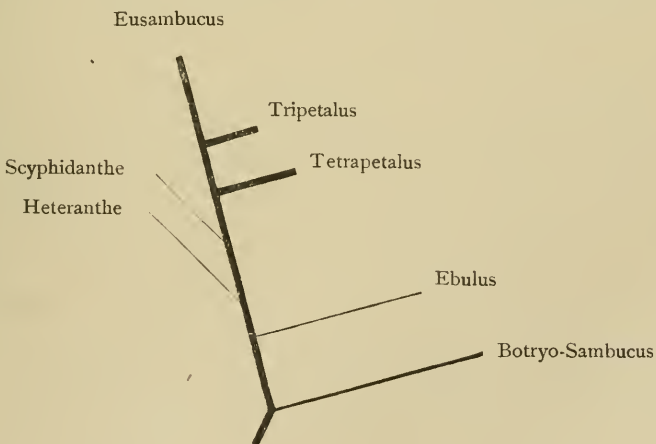 Eusambucus
Tripetalus
Tetrapetalus
Scyphidanthe
Heteranthe
Ebulus
Botryo-Sambucus